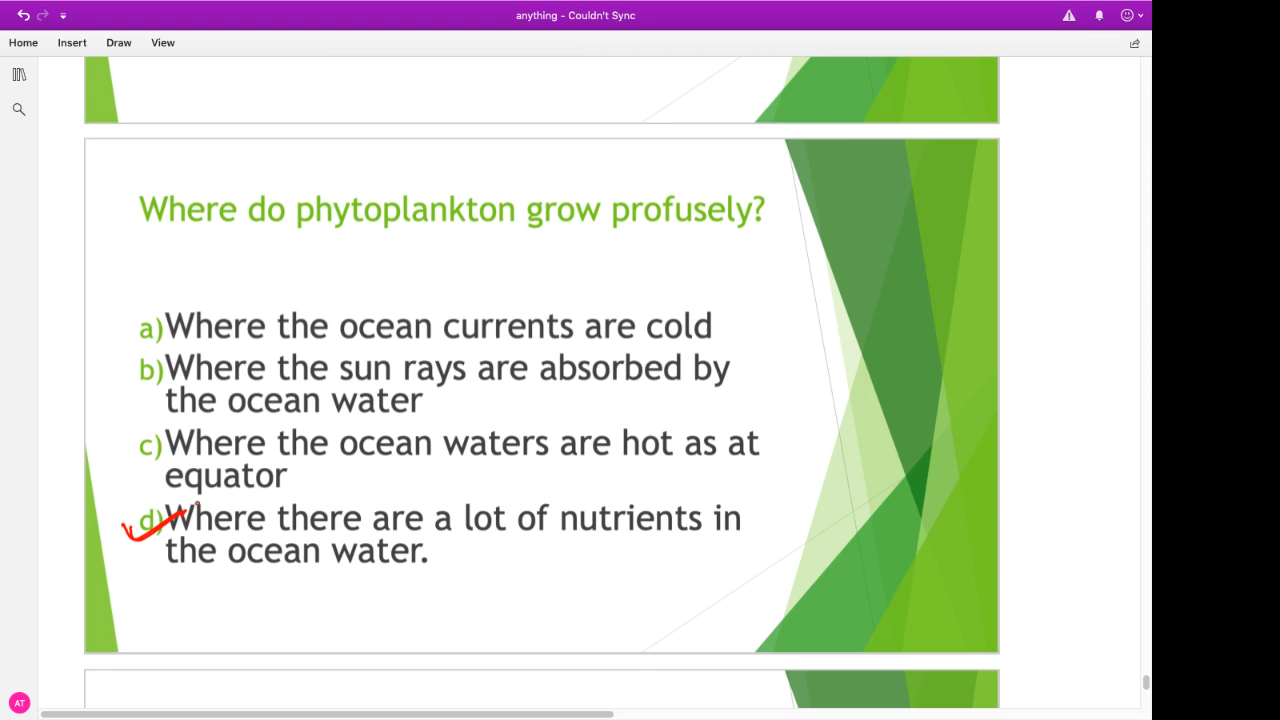 anything - Couldn't Sync
Home Insert Draw View
Where do phytoplankton grow profusely?
a)Where the ocean currents are cold
b)Where the sun rays are absorbed by
the ocean water
c)Where the ocean waters are hot as at
equator
d)Where there are a lot of nutrients in
the ocean water.
AT